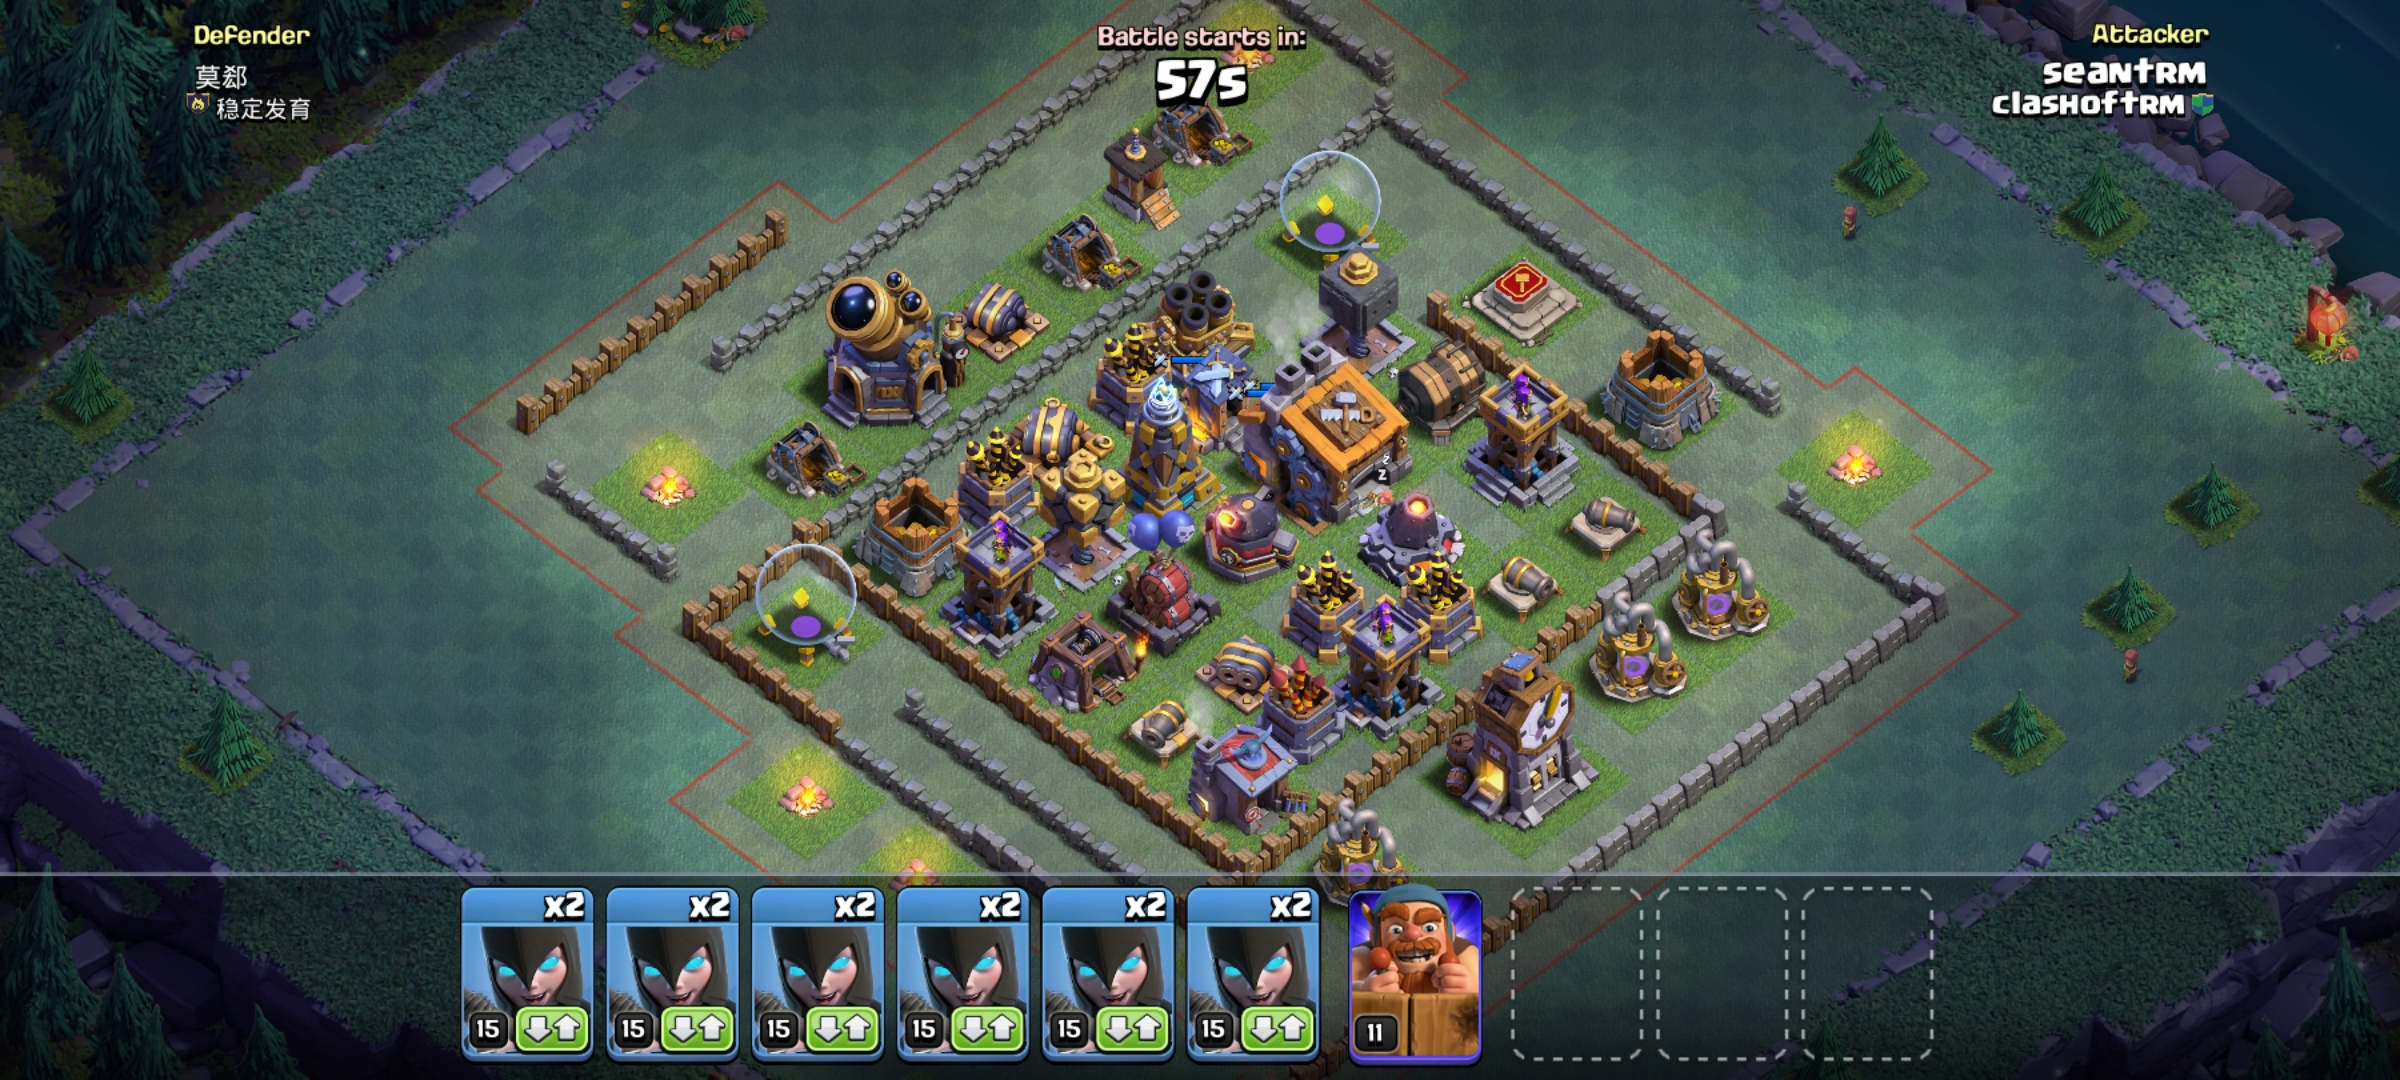 Defender
莫郄
稳定发育
Battle starts in:
57s
Attacker
seantRM
clashoftRM
IX
z
z
x2
x2
x2
x2
x2
x2
15
15
15
15
15
15
11